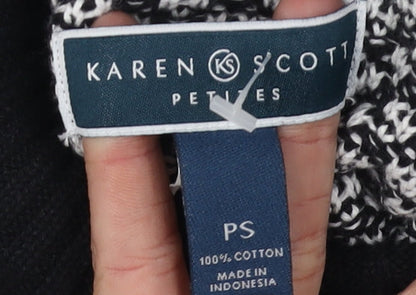 KAREN KS SCOTT
PETITES
PS
100% COTTON
MADE IN
INDONESIA